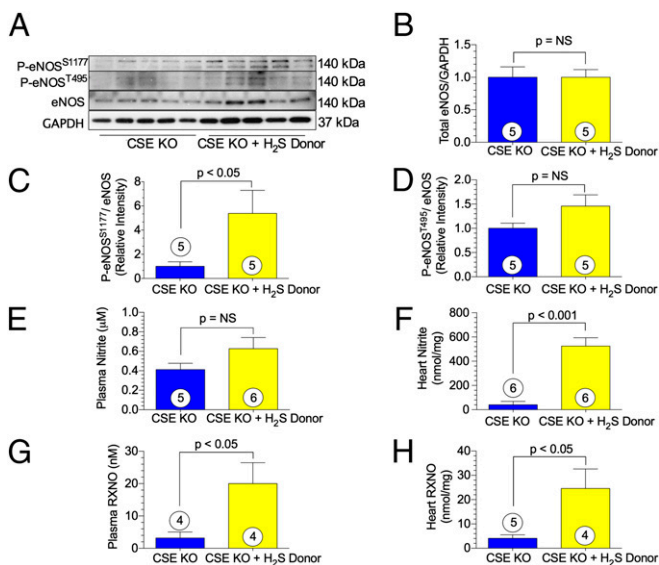 A
P-eNOS^S1177 140 kDa
P-eNOS^T495 140 kDa
eNOS 140 kDa
GAPDH 37 kDa
CSE KO CSE KO + H₂S Donor
B
p = NS
Total eNOS/GAPDH
1.5
1.0
0.5
0.0
5 5
CSE KO CSE KO + H₂S Donor
C
p < 0.05
P-eNOS^S1177/ eNOS
(Relative Intensity)
8
6
4
2
0
5 5
CSE KO CSE KO + H₂S Donor
D
p = NS
P-eNOS^T495/ eNOS
(Relative Intensity)
2.0
1.5
1.0
0.5
0.0
5 5
CSE KO CSE KO + H₂S Donor
E
p = NS
Plasma Nitrite (μM)
1.0
0.8
0.6
0.4
0.2
0.0
5 6
CSE KO CSE KO + H₂S Donor
F
p < 0.001
Heart Nitrite
(nmol/mg)
800
600
400
200
0
6 6
CSE KO CSE KO + H₂S Donor
G
p < 0.05
Plasma RXNO (nM)
30
20
10
0
4 4
CSE KO CSE KO + H₂S Donor
H
p < 0.05
Heart RXNO
(nmol/mg)
40
30
20
10
0
5 4
CSE KO CSE KO + H₂S Donor